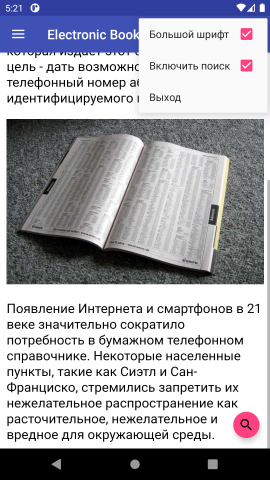 5:21
Electronic Book
Большой шрифт
Включить поиск
Выход
которая издает этот
цель - дать возможно
телефонный номер аб
идентифицируемого
Появление Интернета и смартфонов в 21
веке значительно сократило
потребность в бумажном телефонном
справочнике. Некоторые населенные
пункты, такие как Сиэтл и Сан-
Франциско, стремились запретить их
нежелательное распространение как
расточительное, нежелательное и
вредное для окружающей среды.